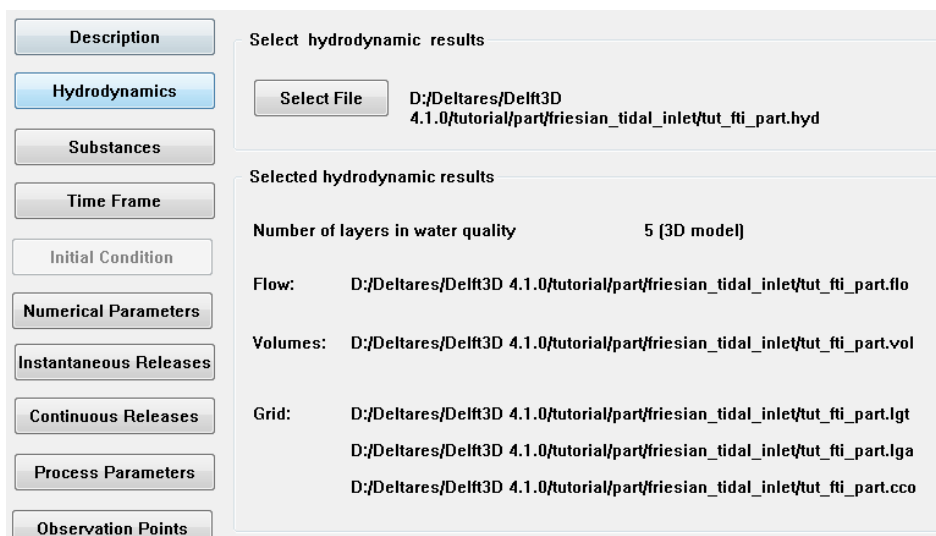 Description
Hydrodynamics
Substances
Time Frame
Initial Condition
Numerical Parameters
Instantaneous Releases
Continuous Releases
Process Parameters
Observation Points
Select hydrodynamic results
Select File
D:/Deltares/Delft3D
4.1.0/tutorial/part/friesian_tidal_inlet/tut_fti_part.hyd
Selected hydrodynamic results
Number of layers in water quality 5 (3D model)
Flow: D:/Deltares/Delft3D 4.1.0/tutorial/part/friesian_tidal_inlet/tut_fti_part.flo
Volumes: D:/Deltares/Delft3D 4.1.0/tutorial/part/friesian_tidal_inlet/tut_fti_part.vol
Grid: D:/Deltares/Delft3D 4.1.0/tutorial/part/friesian_tidal_inlet/tut_fti_part.lgt
D:/Deltares/Delft3D 4.1.0/tutorial/part/friesian_tidal_inlet/tut_fti_part.lga
D:/Deltares/Delft3D 4.1.0/tutorial/part/friesian_tidal_inlet/tut_fti_part.cco